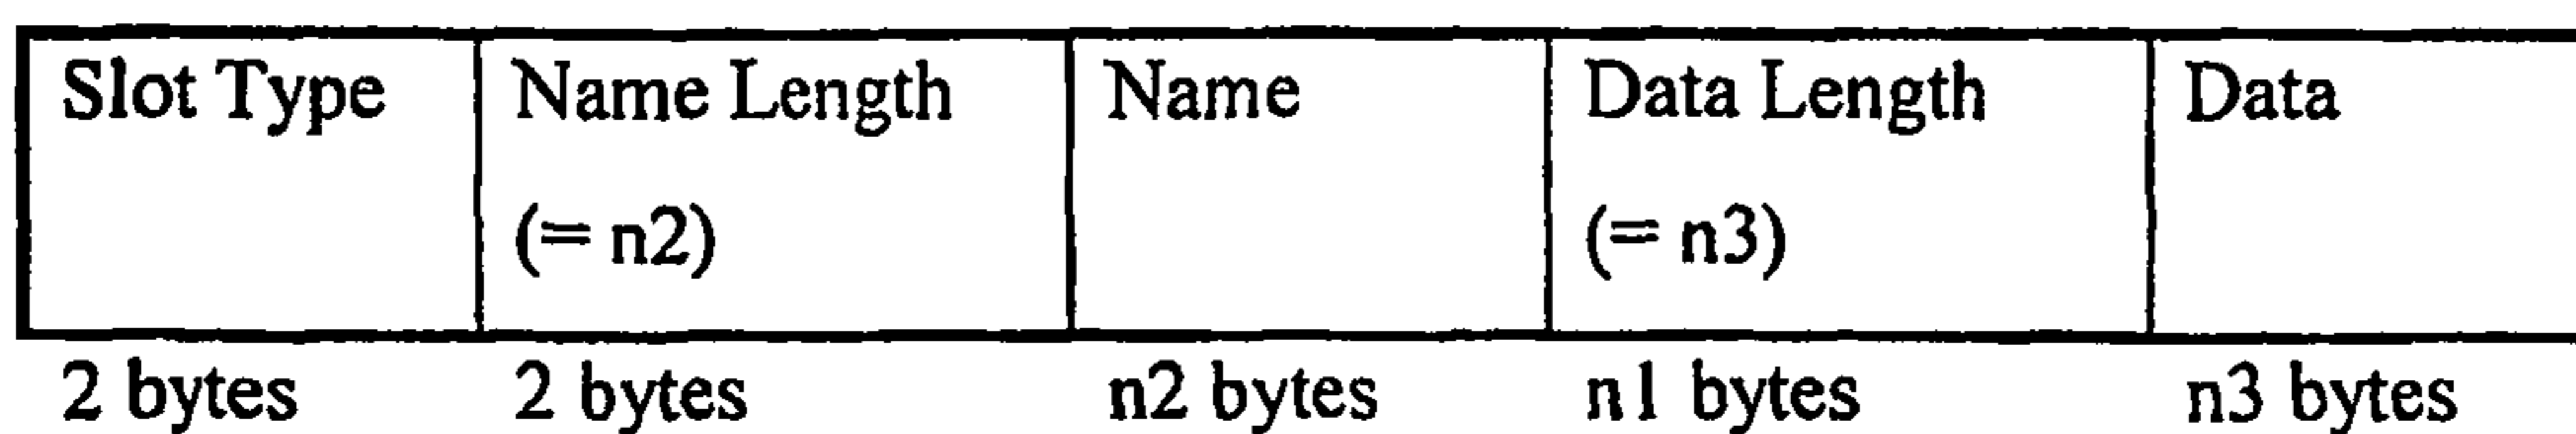 Slot Type Name Length Name Data Length Data
(= n2) (= n3)
2 bytes 2 bytes n2 bytes n1 bytes n3 bytes